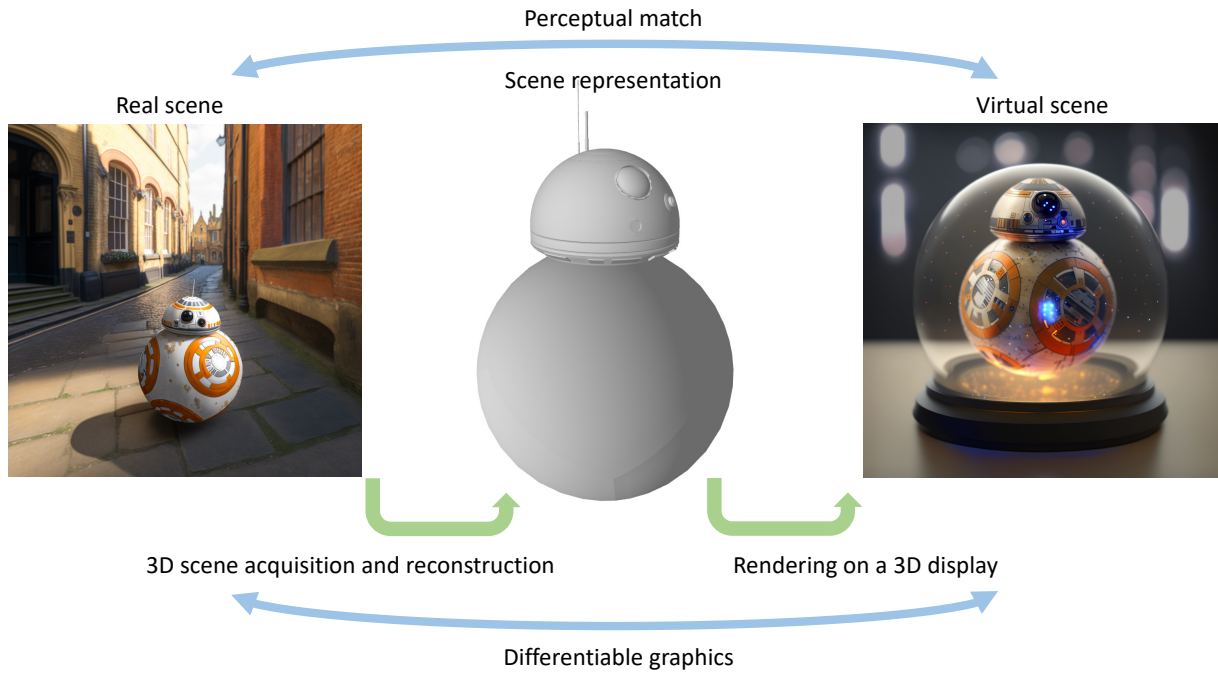 Perceptual match
Scene representation
Real scene
Virtual scene
3D scene acquisition and reconstruction
Rendering on a 3D display
Differentiable graphics